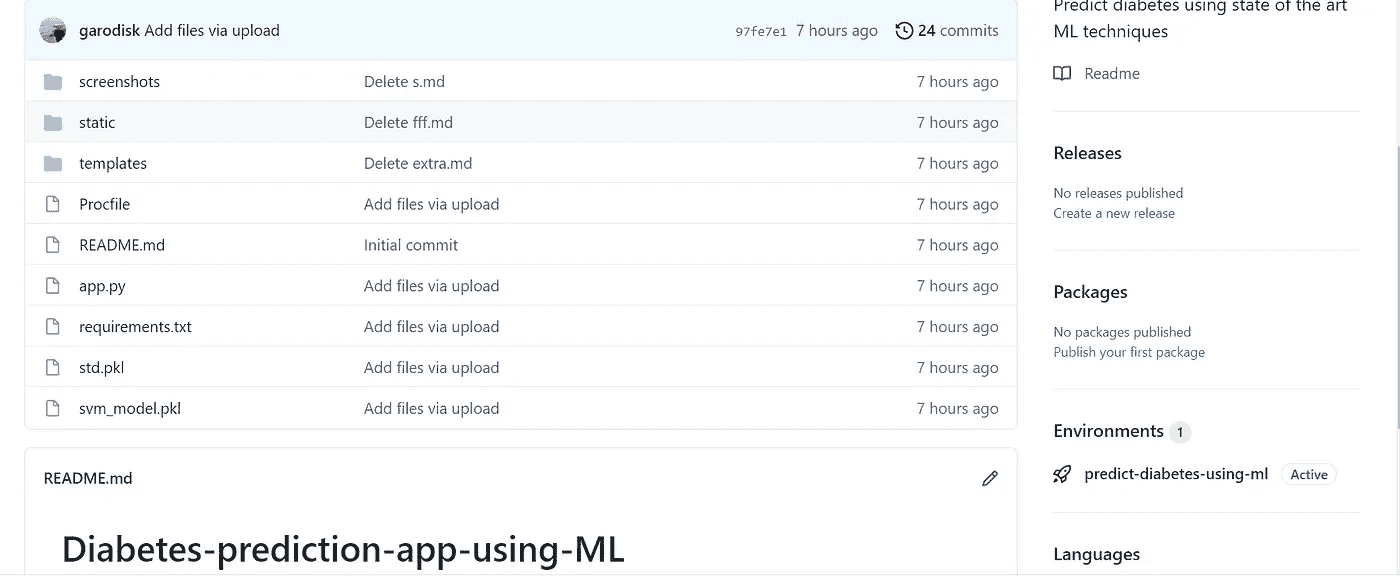 garodisk Add files via upload 97fe7e1 7 hours ago 24 commits
screenshots Delete s.md 7 hours ago
static Delete fff.md 7 hours ago
templates Delete extra.md 7 hours ago
Procfile Add files via upload 7 hours ago
README.md Initial commit 7 hours ago
app.py Add files via upload 7 hours ago
requirements.txt Add files via upload 7 hours ago
std.pkl Add files via upload 7 hours ago
svm_model.pkl Add files via upload 7 hours ago
README.md
Diabetes-prediction-app-using-ML
Predict diabetes using state of the art
ML techniques
Readme
Releases
No releases published
Create a new release
Packages
No packages published
Publish your first package
Environments 1
predict-diabetes-using-ml Active
Languages